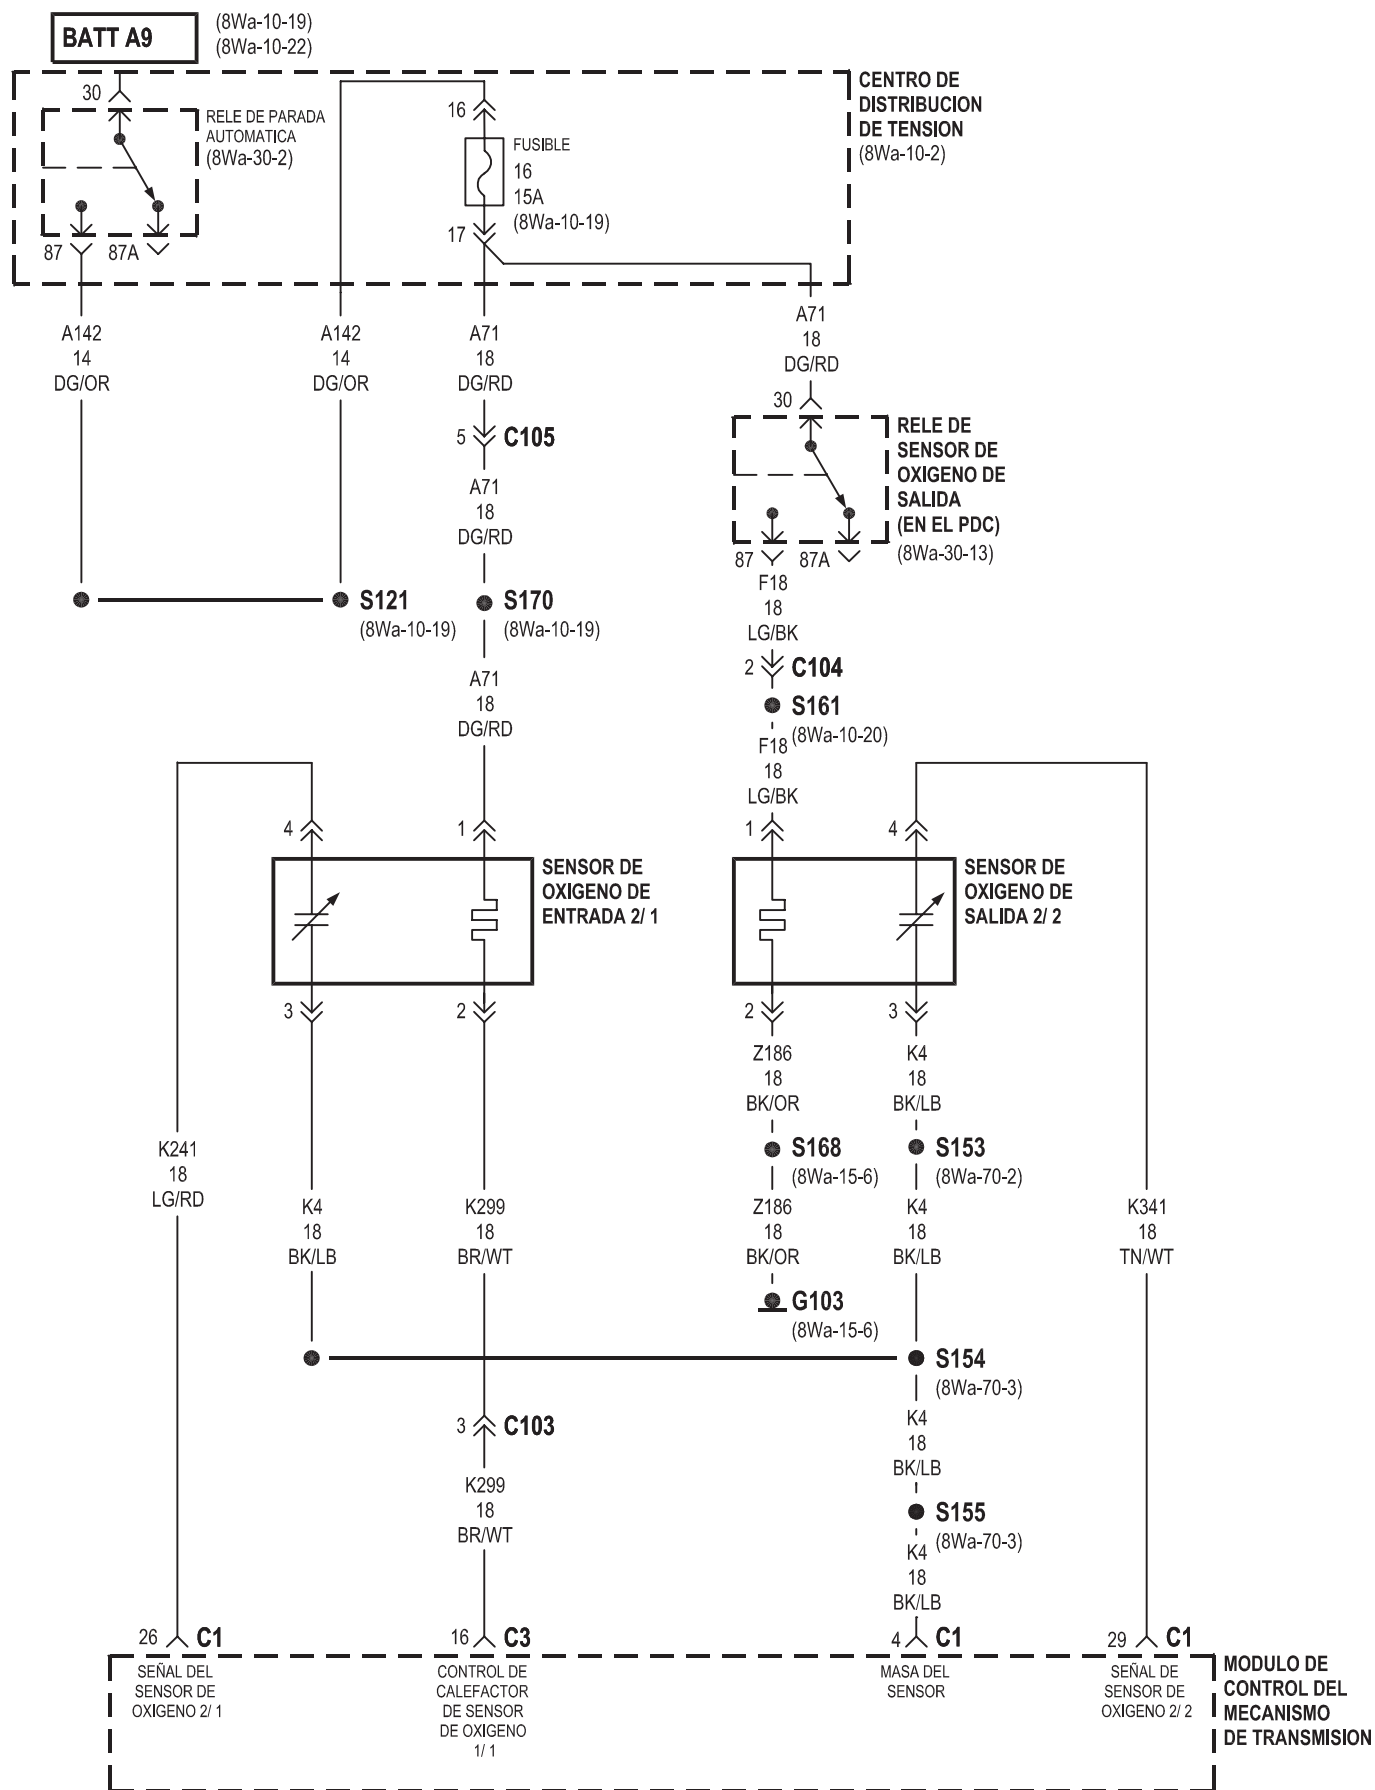 BATT A9
(8Wa-10-19)
(8Wa-10-22)
30
RELE DE PARADA
AUTOMATICA
(8Wa-30-2)
87
87A
16
FUSIBLE
16
15A
(8Wa-10-19)
17
CENTRO DE
DISTRIBUCION
DE TENSION
(8Wa-10-2)
A142
14
DG/OR
A142
14
DG/OR
A71
18
DG/RD
A71
18
DG/RD
5
C105
30
RELE DE
SENSOR DE
OXIGENO DE
SALIDA
(EN EL PDC)
(8Wa-30-13)
87
87A
A71
18
DG/RD
S121
(8Wa-10-19)
S170
(8Wa-10-19)
F18
18
LG/BK
2
C104
S161
(8Wa-10-20)
A71
18
DG/RD
F18
18
LG/BK
4
1
SENSOR DE
OXIGENO DE
ENTRADA 2/ 1
3
2
1
4
SENSOR DE
OXIGENO DE
SALIDA 2/ 2
2
3
Z186
18
BK/OR
K4
18
BK/LB
S168
(8Wa-15-6)
S153
(8Wa-70-2)
K241
18
LG/RD
K4
18
BK/LB
K299
18
BR/WT
Z186
18
BK/OR
K4
18
BK/LB
K341
18
TN/WT
G103
(8Wa-15-6)
S154
(8Wa-70-3)
3
C103
K4
18
BK/LB
K299
18
BR/WT
S155
(8Wa-70-3)
K4
18
BK/LB
26
C1
16
C3
4
C1
29
C1
SEÑAL DEL
SENSOR DE
OXIGENO 2/ 1
CONTROL DE
CALEFACTOR
DE SENSOR
DE OXIGENO
1/ 1
MASA DEL
SENSOR
SEÑAL DE
SENSOR DE
OXIGENO 2/ 2
MODULO DE
CONTROL DEL
MECANISMO
DE TRANSMISION